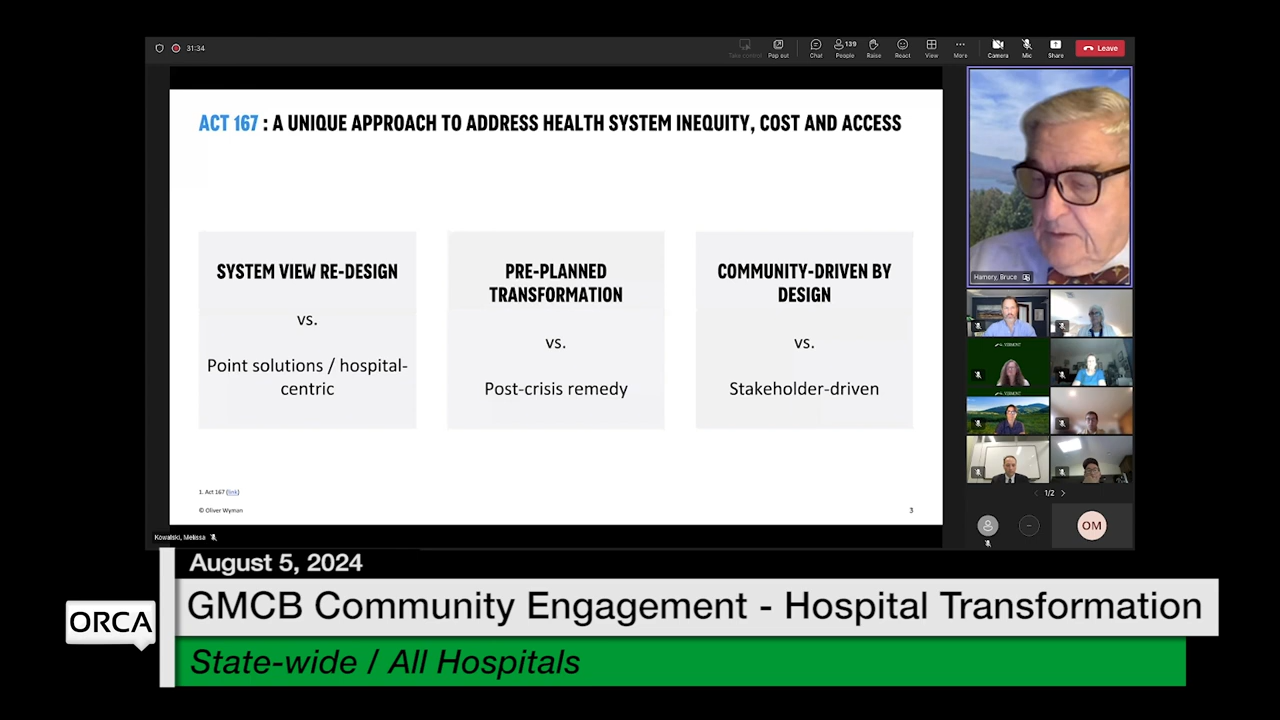 31:34
Take control
Pop out
Chat
139
People
Raise
React
View
More
Camera
Mic
Share
Leave
ACT 167 : A UNIQUE APPROACH TO ADDRESS HEALTH SYSTEM INEQUITY, COST AND ACCESS
SYSTEM VIEW RE-DESIGN
vs.
Point solutions / hospital-
centric
PRE-PLANNED
TRANSFORMATION
vs.
Post-crisis remedy
COMMUNITY-DRIVEN BY
DESIGN
vs.
Stakeholder-driven
1. Act 167 (link)
© Oliver Wyman
3
Hamory, Bruce
VERMONT
VERMONT
1/2
OM
Kowalski, Melissa
August 5, 2024
ORCA
GMCB Community Engagement - Hospital Transformation
State-wide / All Hospitals